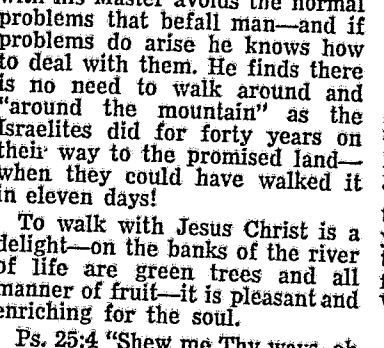 with his Master avoids the normal
problems that befall man—and if
problems do arise he knows how
to deal with them. He finds there
is no need to walk around and
"around the mountain" as the
Israelites did for forty years on
their way to the promised land—
when they could have walked it
in eleven days!
To walk with Jesus Christ is a
delight—on the banks of the river
of life are green trees and all
manner of fruit—it is pleasant and
enriching for the soul.
Ps. 25:4 "Shew me Thy ways, oh